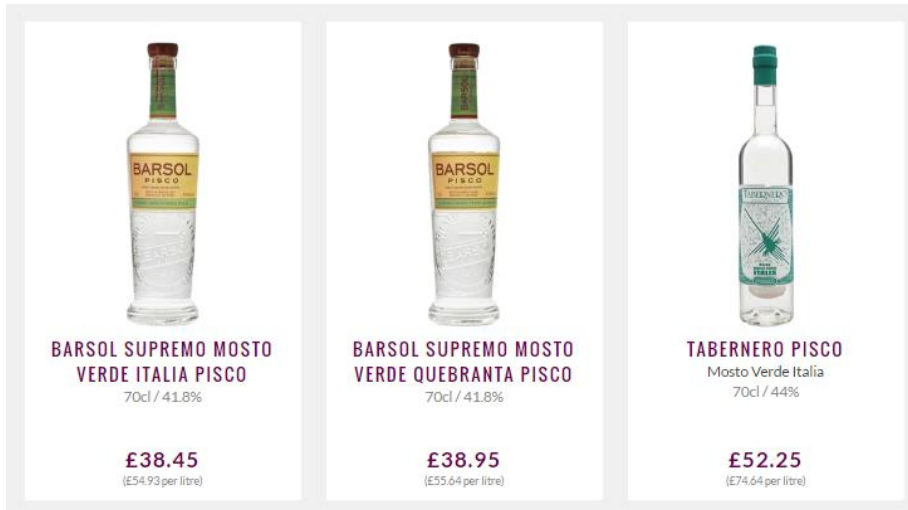 BARSOL
PISCO
BARSOL SUPREMO MOSTO
VERDE ITALIA PISCO
70cl / 41.8%
£38.45
(£54.93 per litre)
BARSOL
PISCO
BARSOL SUPREMO MOSTO
VERDE QUEBRANTA PISCO
70cl / 41.8%
£38.95
(£55.64 per litre)
TABERNERO
ITALIA
TABERNERO PISCO
Mosto Verde Italia
70cl / 44%
£52.25
(£74.64 per litre)